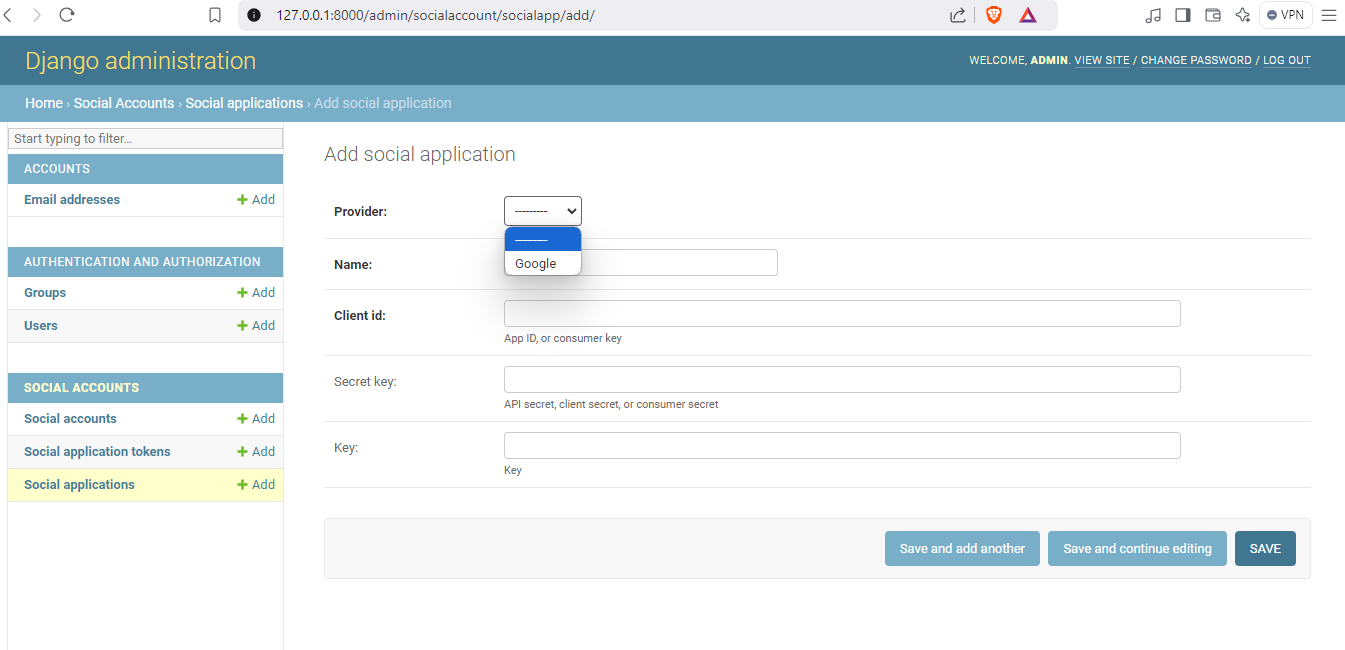 127.0.0.1:8000/admin/socialaccount/socialapp/add/
VPN
Django administration
WELCOME, ADMIN. VIEW SITE / CHANGE PASSWORD / LOG OUT
Home › Social Accounts › Social applications › Add social application
Start typing to filter...
ACCOUNTS
Email addresses + Add
AUTHENTICATION AND AUTHORIZATION
Groups + Add
Users + Add
SOCIAL ACCOUNTS
Social accounts + Add
Social application tokens + Add
Social applications + Add
Add social application
Provider: ---------
---------
Google
Name:
Client id:
App ID, or consumer key
Secret key:
API secret, client secret, or consumer secret
Key:
Key
Save and add another Save and continue editing SAVE